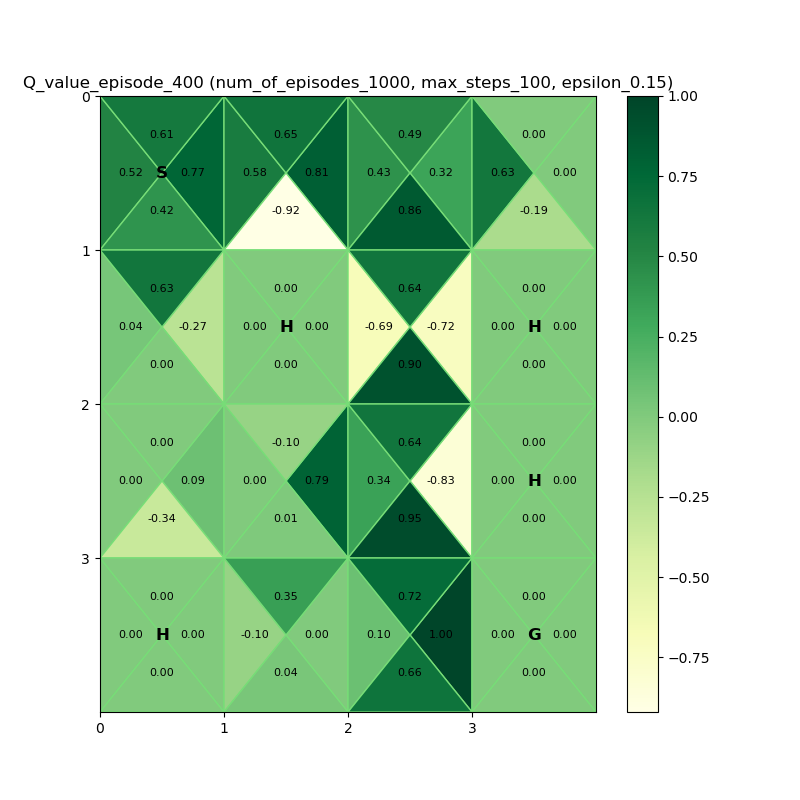 Q_value_episode_400 (num_of_episodes_1000, max_steps_100, epsilon_0.15)
0 1.00
0.61 0.65 0.49 0.00
0.52 S 0.77 0.58 0.81 0.43 0.32 0.63 0.00
0.75
0.42 -0.92 0.86 -0.19
1 0.50
0.63 0.00 0.64 0.00
0.04 -0.27 0.00 H 0.00 -0.69 -0.72 0.00 H 0.00
0.25
0.00 0.00 0.90 0.00
2 0.00
0.00 -0.10 0.64 0.00
0.00 0.09 0.00 0.79 0.34 -0.83 0.00 H 0.00
−0.25
-0.34 0.01 0.95 0.00
3 −0.50
0.00 0.35 0.72 0.00
0.00 H 0.00 -0.10 0.00 0.10 1.00 0.00 G 0.00
−0.75
0.00 0.04 0.66 0.00
0 1 2 3